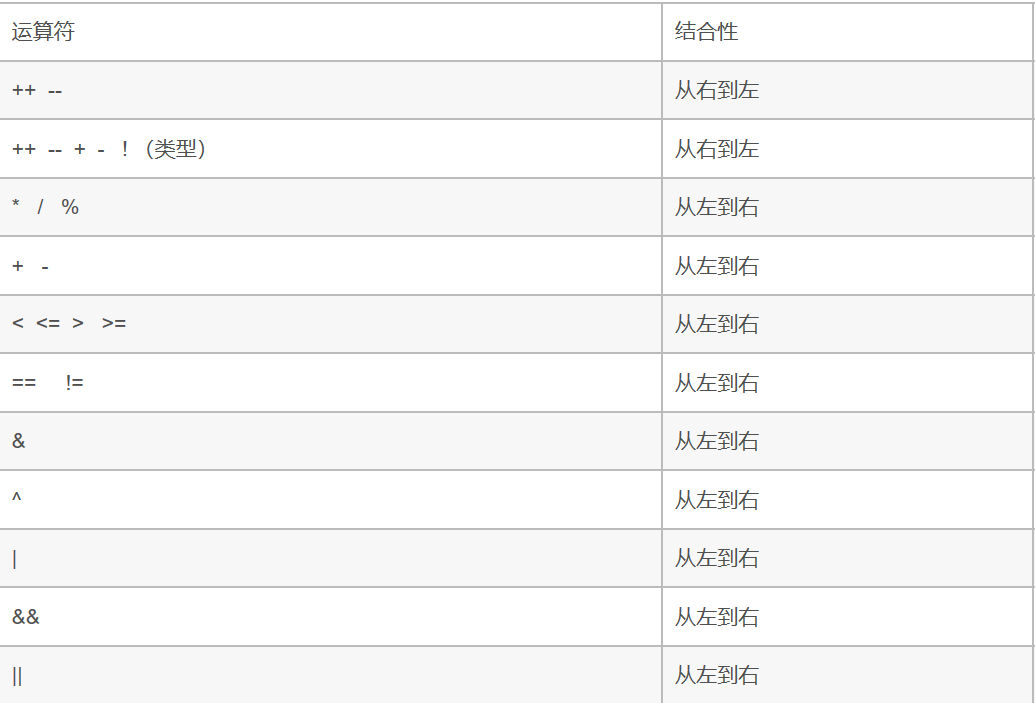 运算符 结合性
++ -- 从右到左
++ -- + - ! （类型） 从右到左
* / % 从左到右
+ - 从左到右
< <= > >= 从左到右
== != 从左到右
& 从左到右
^ 从左到右
| 从左到右
&& 从左到右
|| 从左到右